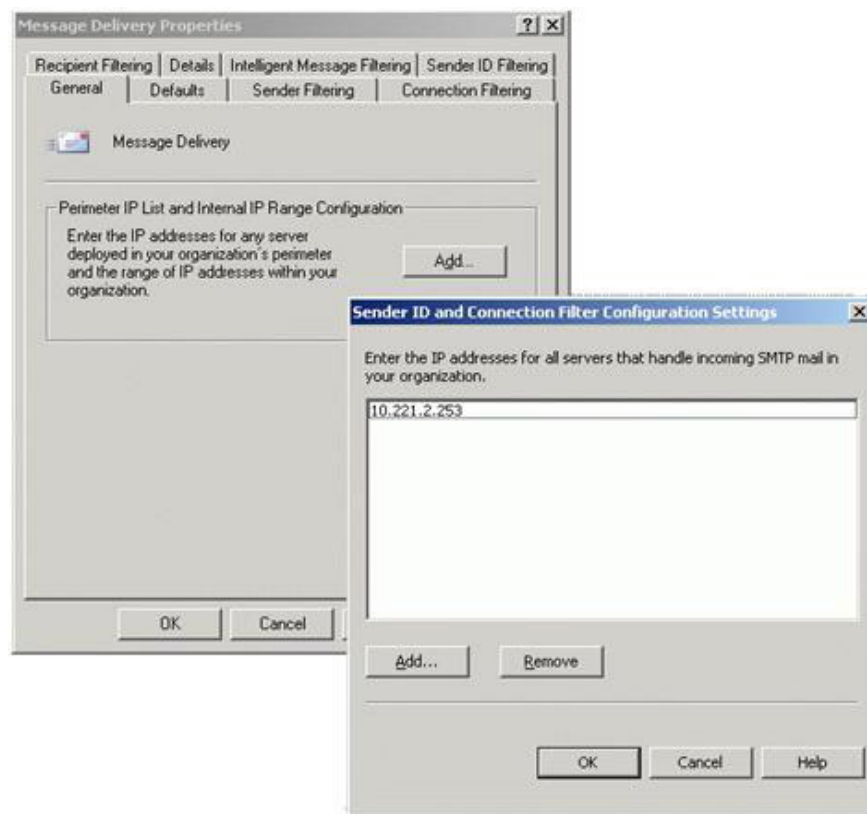 Message Delivery Properties
Recipient Filtering Details Intelligent Message Filtering Sender ID Filtering
General Defaults Sender Filtering Connection Filtering
Message Delivery
Perimeter IP List and Internal IP Range Configuration
Enter the IP addresses for any server
deployed in your organization's perimeter
and the range of IP addresses within your
organization.
Add...
OK Cancel
Sender ID and Connection Filter Configuration Settings
Enter the IP addresses for all servers that handle incoming SMTP mail in
your organization.
10.221.2.253
Add... Remove
OK Cancel Help